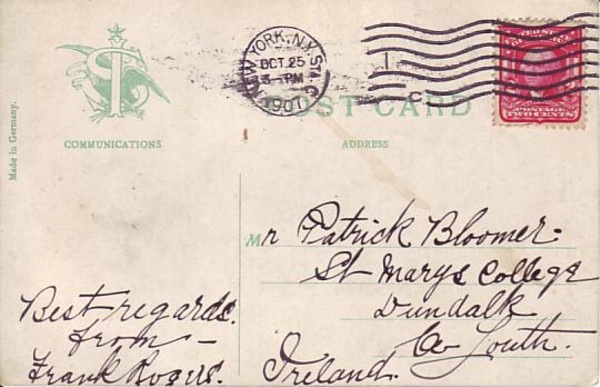 NEW YORK, N.Y. STA. C
OCT 25
3- PM
1907
1
C
POST CARD
POSTAGE
TWO CENTS
Made in Germany.
COMMUNICATIONS
ADDRESS
Mr Patrick Bloomer.
St Marys College
Dundalk
Co Louth.
Ireland.
Best regards.
from
Frank Rogers.